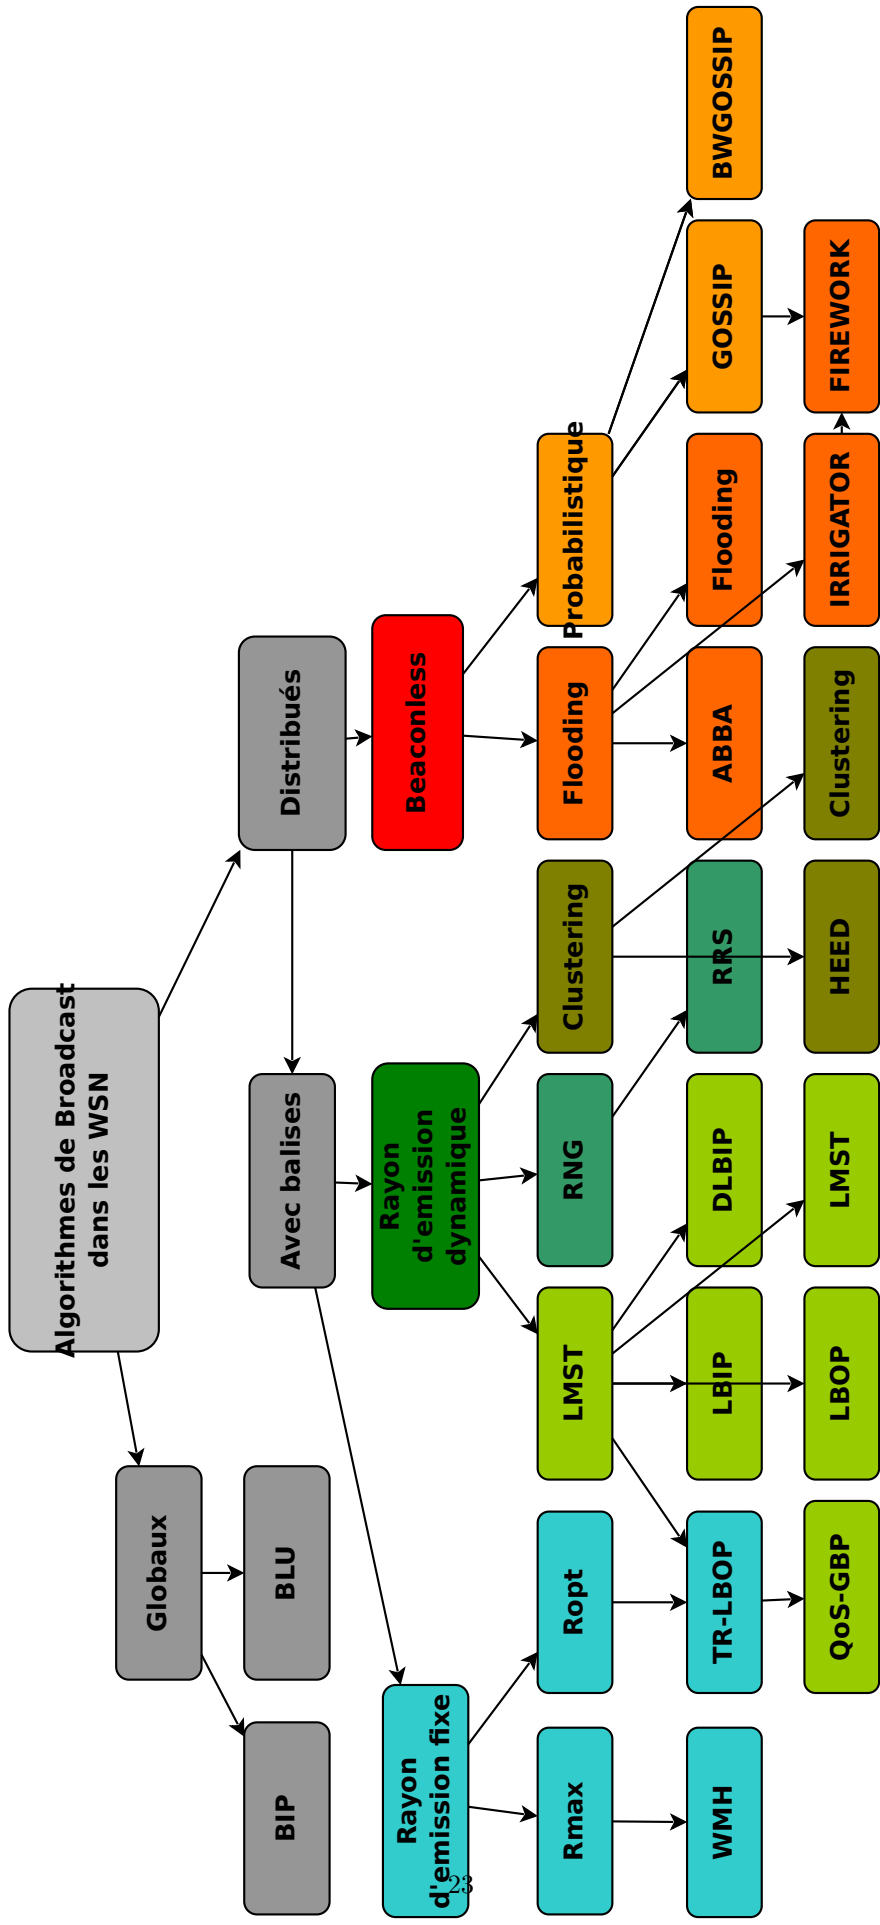 Algorithmes de Broadcast
dans les WSN
Globaux
Distribués
BIP
BLU
Avec balises
Beaconless
Rayon
d'emission fixe
Rayon
d'emission
dynamique
Rmax
Ropt
LMST
RNG
Clustering
Flooding
Probabilistique
WMH
TR-LBOP
LBIP
DLBIP
RRS
ABBA
Flooding
GOSSIP
BWGOSSIP
QoS-GBP
LBOP
LMST
HEED
Clustering
IRRIGATOR
FIREWORK
23